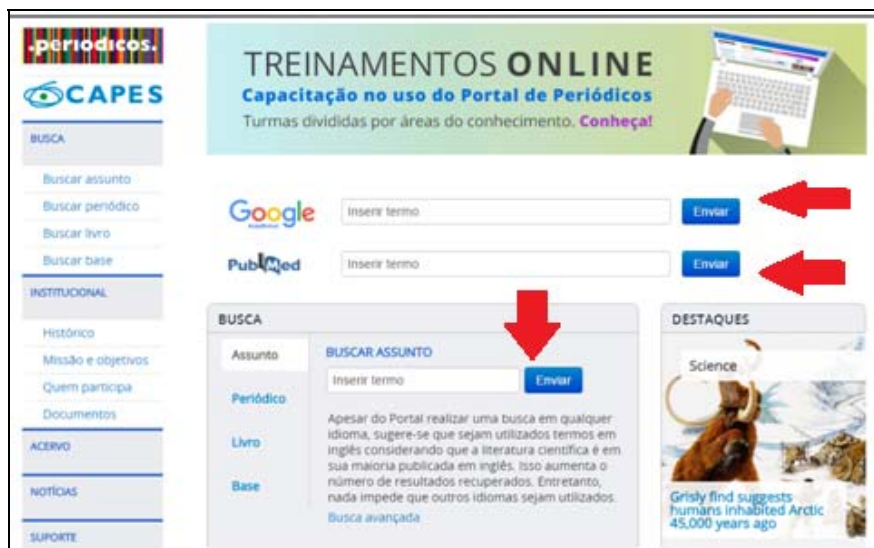 .periodicos.
CAPES
BUSCA
Buscar assunto
Buscar periódico
Buscar livro
Buscar base
INSTITUCIONAL
Histórico
Missão e objetivos
Quem participa
Documentos
ACERVO
NOTÍCIAS
SUPORTE
TREINAMENTOS ONLINE
Capacitação no uso do Portal de Periódicos
Turmas divididas por áreas do conhecimento. Conheça!
Google
Inserir termo
Enviar
PubMed
Inserir termo
Enviar
BUSCA
Assunto
Periódico
Livro
Base
BUSCAR ASSUNTO
Inserir termo
Enviar
Apesar do Portal realizar uma busca em qualquer
idioma, sugere-se que sejam utilizados termos em
inglês considerando que a literatura científica é em
sua maioria publicada em inglês. Isso aumenta o
número de resultados recuperados. Entretanto,
nada impede que outros idiomas sejam utilizados.
Busca avançada
DESTAQUES
Science
Grisly find suggests
humans inhabited Arctic
45,000 years ago